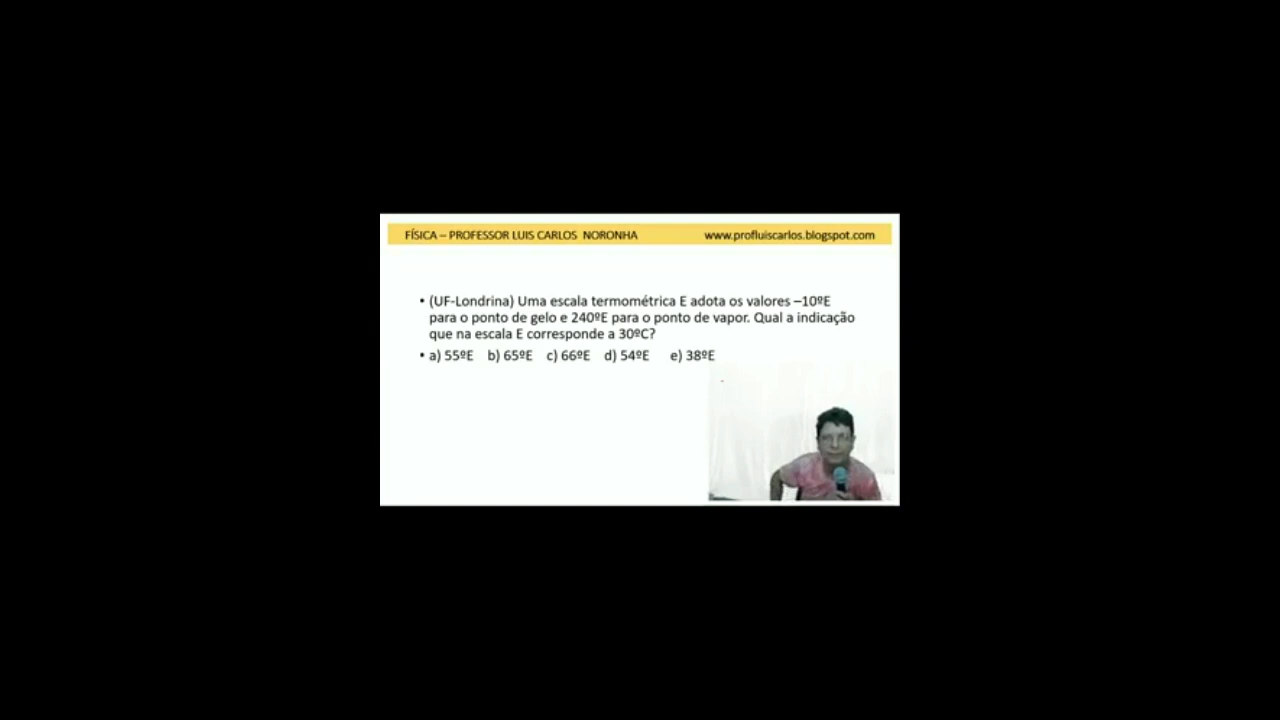 FÍSICA – PROFESSOR LUIS CARLOS NORONHA www.profluiscarlos.blogspot.com
• (UF-Londrina) Uma escala termométrica E adota os valores –10ºE
para o ponto de gelo e 240ºE para o ponto de vapor. Qual a indicação
que na escala E corresponde a 30ºC?
• a) 55ºE b) 65ºE c) 66ºE d) 54ºE e) 38ºE